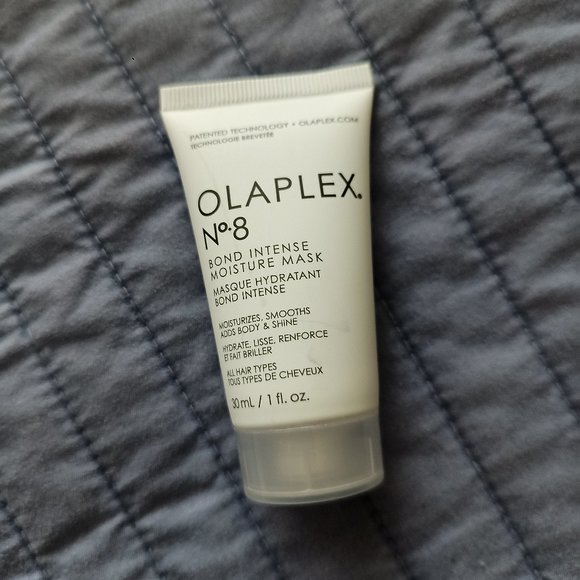 PATENTED TECHNOLOGY • OLAPLEX.COM
TECHNOLOGIE BREVETÉE
OLAPLEX®
Nº.8
BOND INTENSE
MOISTURE MASK
MASQUE HYDRATANT
BOND INTENSE
MOISTURIZES, SMOOTHS
ADDS BODY & SHINE
HYDRATE, LISSE, RENFORCE
ET FAIT BRILLER
ALL HAIR TYPES
TOUS TYPES DE CHEVEUX
30 mL / 1 fl. oz.